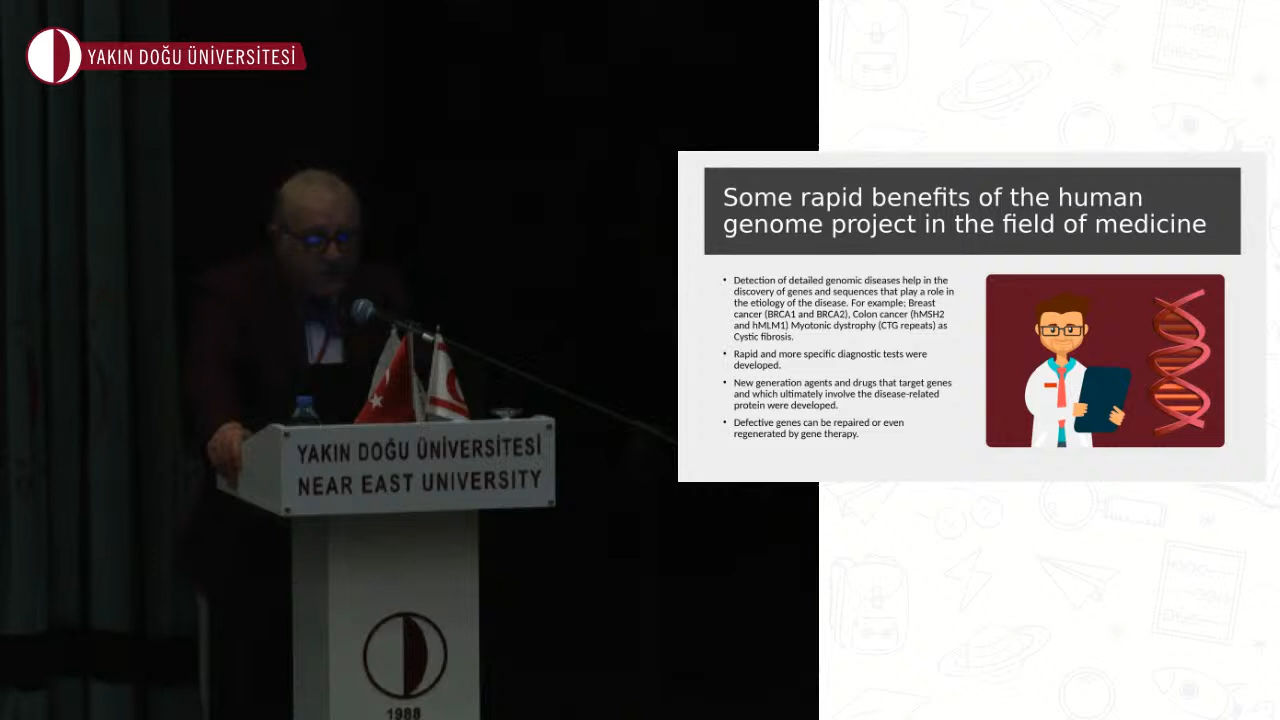 YAKIN DOĞU ÜNİVERSİTESİ
Some rapid benefits of the human
genome project in the field of medicine
• Detection of detailed genomic diseases help in the
discovery of genes and sequences that play a role in
the etiology of the disease. For example; Breast
cancer (BRCA1 and BRCA2), Colon cancer (hMSH2
and hMLM1) Myotonic dystrophy (CTG repeats) as
Cystic fibrosis.
• Rapid and more specific diagnostic tests were
developed.
• New generation agents and drugs that target genes
and which ultimately involve the disease-related
protein were developed.
• Defective genes can be repaired or even
regenerated by gene therapy.
YAKIN DOĞU ÜNİVERSİTESİ
NEAR EAST UNIVERSITY
1988